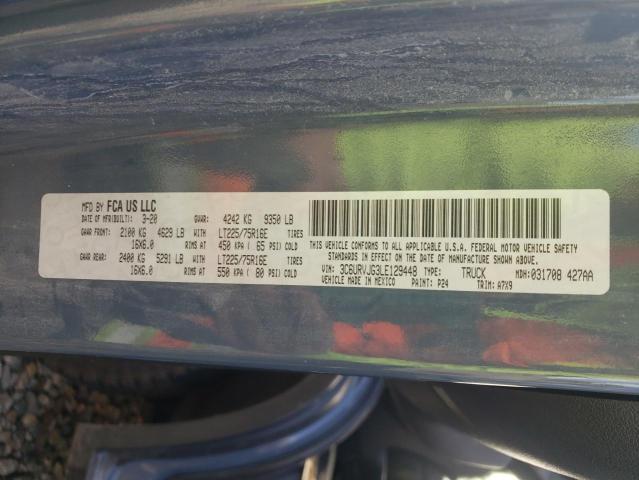 MFD BY FCA US LLC
DATE OF MFR(BUILT): 3-20 GVWR: 4242 KG 9350 LB
GAWR FRONT: 2100 KG 4629 LB WITH LT225/75R16E TIRES
16X6.0 RIMS AT 450 KPA ( 65 PSI) COLD
GAWR REAR: 2400 KG 5291 LB WITH LT225/75R16E TIRES
16X6.0 RIMS AT 550 KPA ( 80 PSI) COLD
THIS VEHICLE CONFORMS TO ALL APPLICABLE U.S.A. FEDERAL MOTOR VEHICLE SAFETY
STANDARDS IN EFFECT ON THE DATE OF MANUFACTURE SHOWN ABOVE.
VIN: 3C6URVJG3LE129448 TYPE: TRUCK MDH: 031708 427AA
VEHICLE MADE IN MEXICO PAINT: P24 TRIM: A7X9